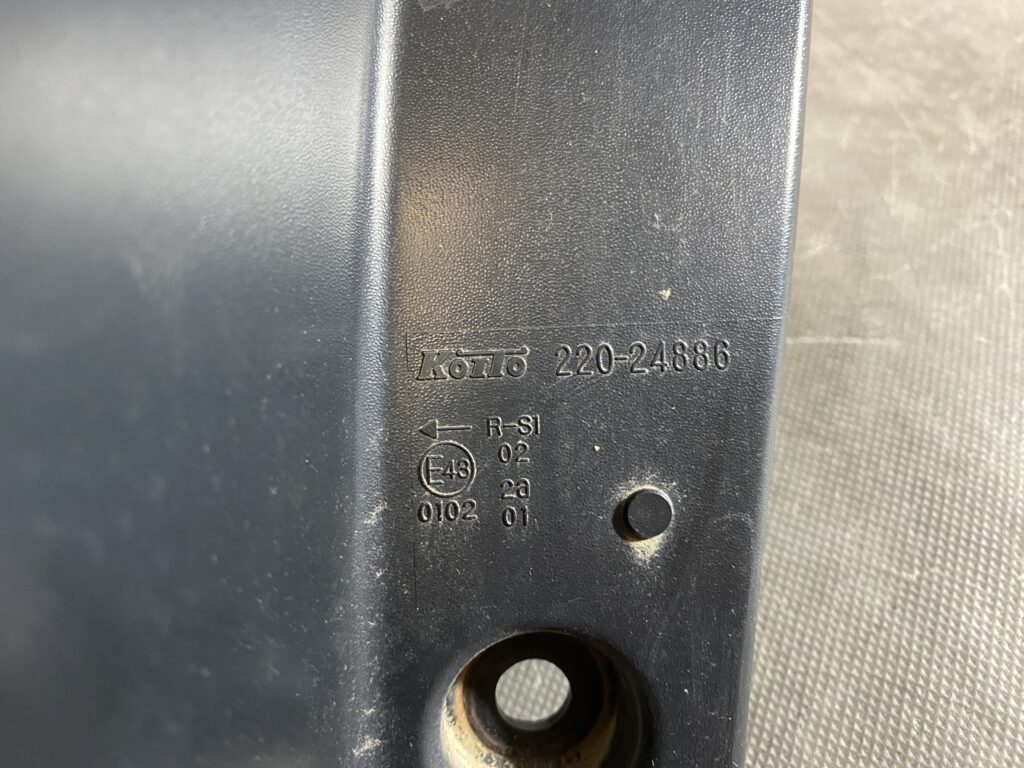 KOITO 220-24886
← R-S1
02
E43
2a
0102 01